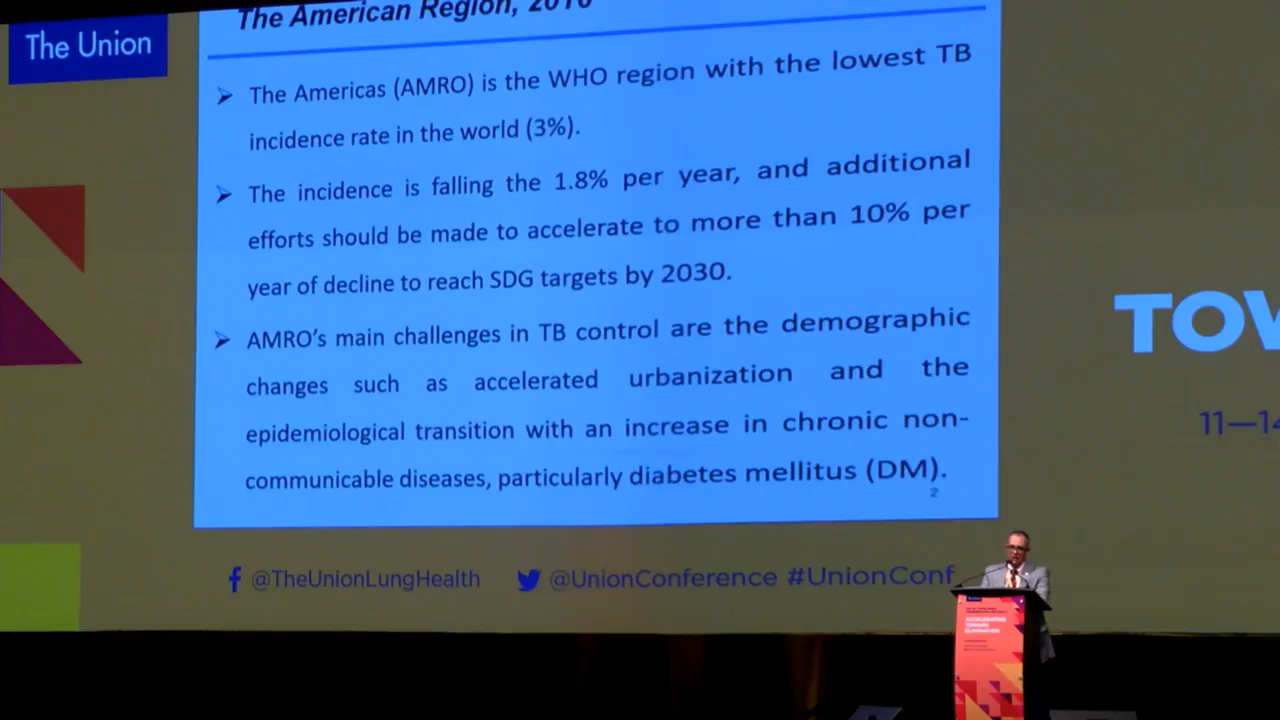 The American Region, 2016
The Union
➢ The Americas (AMRO) is the WHO region with the lowest TB
incidence rate in the world (3%).
➢ The incidence is falling the 1.8% per year, and additional
efforts should be made to accelerate to more than 10% per
year of decline to reach SDG targets by 2030.
➢ AMRO's main challenges in TB control are the demographic
changes such as accelerated urbanization and the
epidemiological transition with an increase in chronic non-
communicable diseases, particularly diabetes mellitus (DM).
2
TOW
11—14
@TheUnionLungHealth @UnionConference #UnionConf
ACCELERATING
TOWARD
ELIMINATION